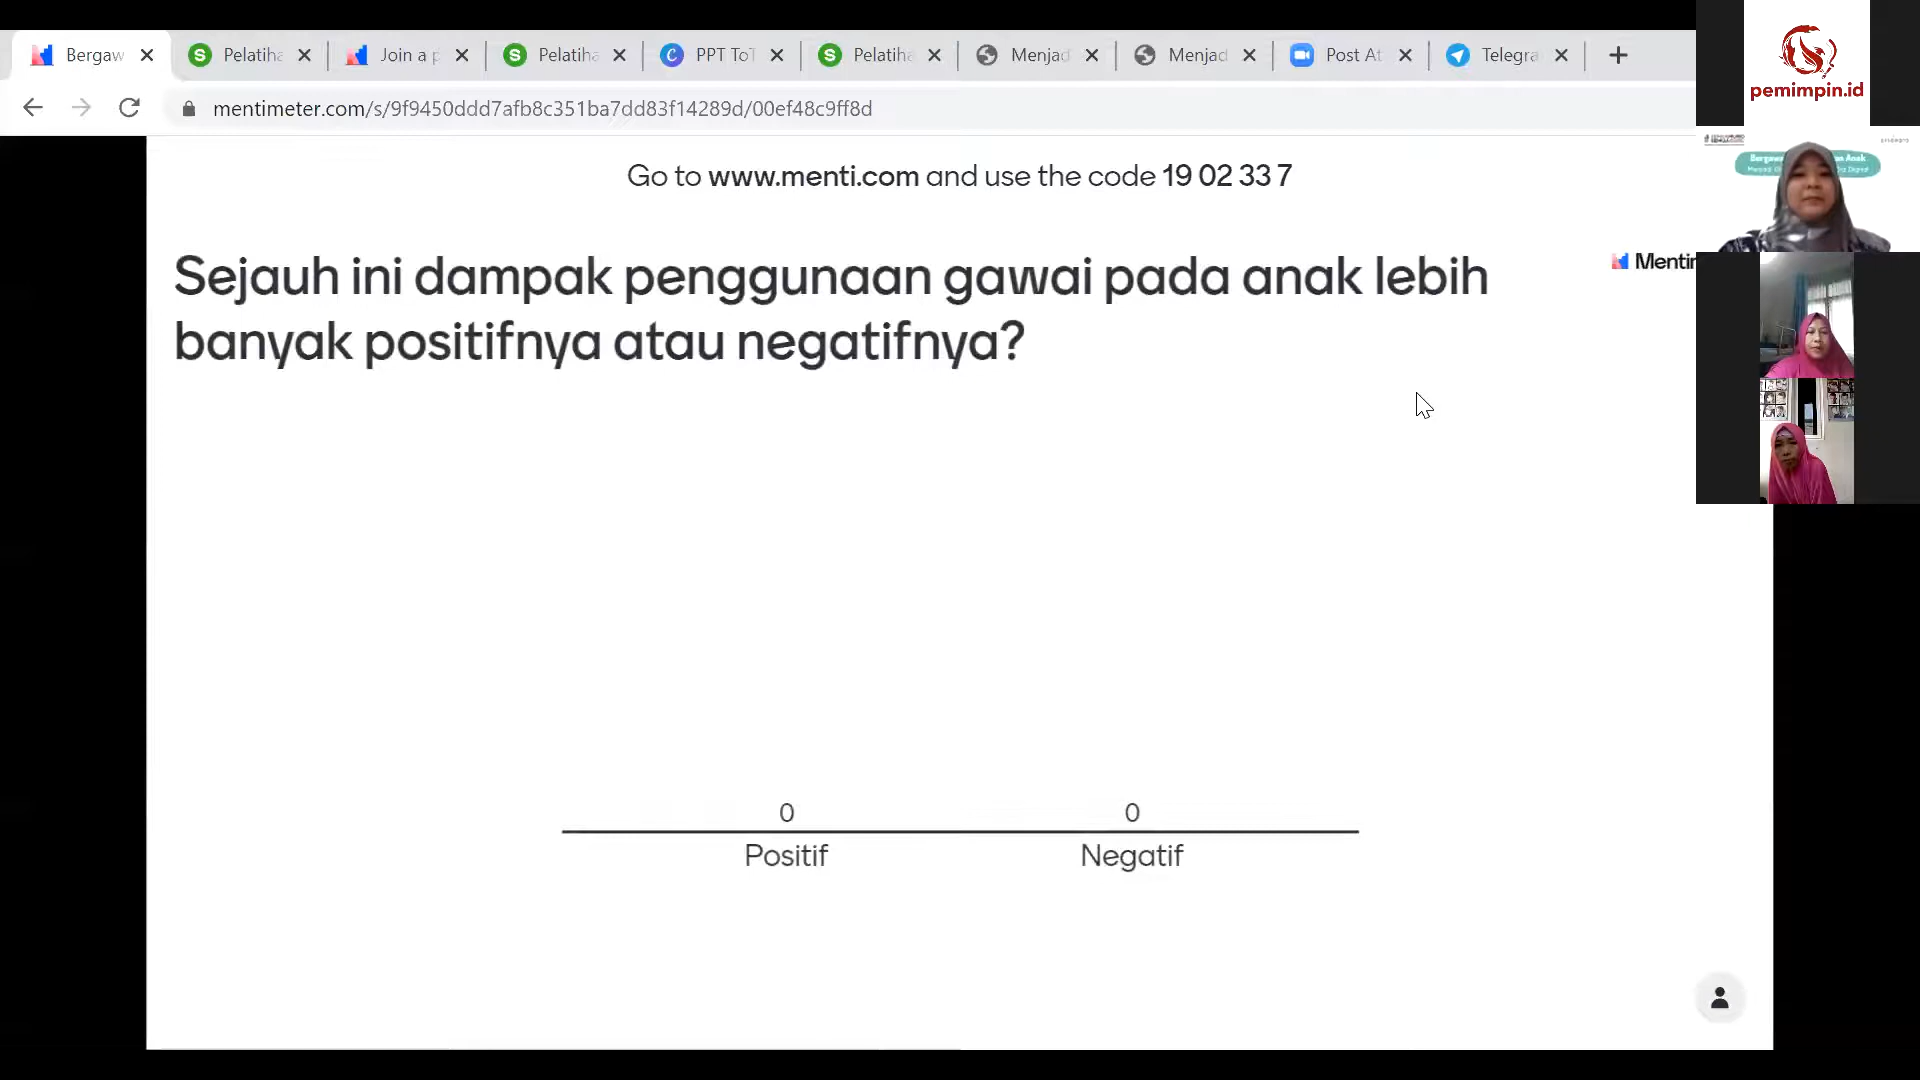 Bergaw
Pelatiha
Join a p
Pelatiha
PPT ToT
Pelatiha
Menjad
Menjad
Post At
Telegra
mentimeter.com/s/9f9450ddd7afb8c351ba7dd83f14289d/00ef48c9ff8d
pemimpin.id
Go to www.menti.com and use the code 19 02 33 7
Mentim
Sejauh ini dampak penggunaan gawai pada anak lebih
banyak positifnya atau negatifnya?
0 0
Positif Negatif